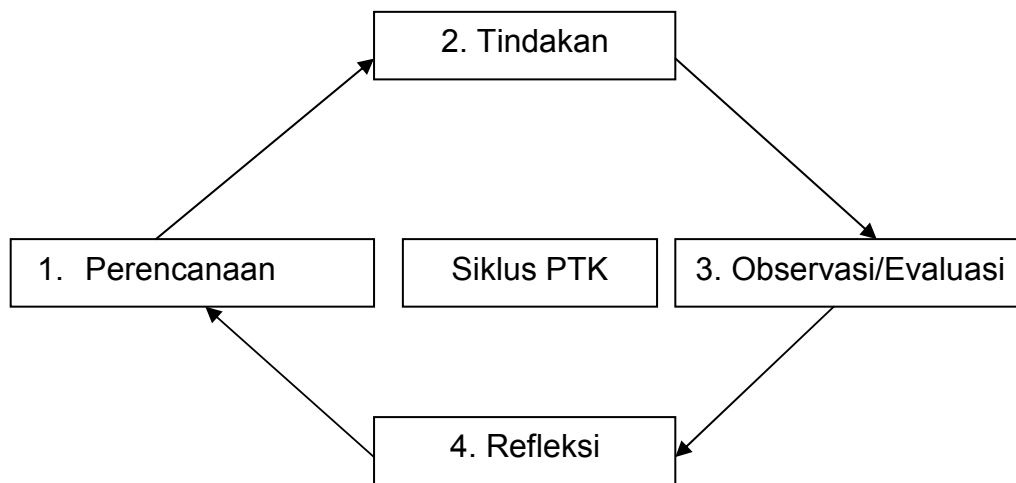 2. Tindakan
1. Perencanaan
Siklus PTK
3. Observasi/Evaluasi
4. Refleksi